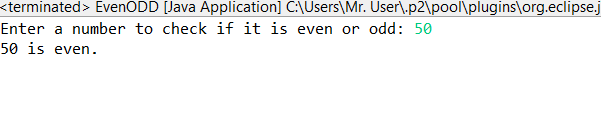 <terminated> EvenODD [Java Application] C:\Users\Mr. User\.p2\pool\plugins\org.eclipse.j
Enter a number to check if it is even or odd: 50
50 is even.